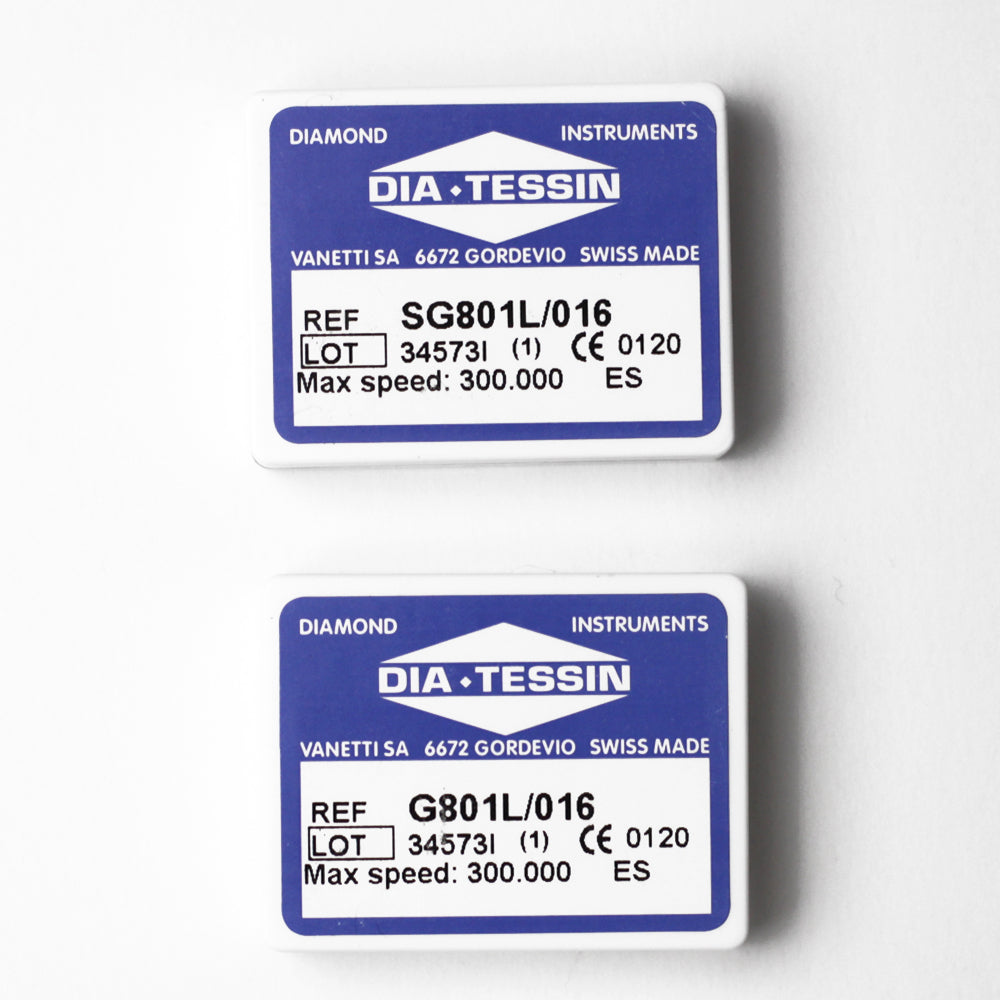 DIAMOND INSTRUMENTS
DIA⬥TESSIN
VANETTI SA 6672 GORDEVIO SWISS MADE
REF SG801L/016
LOT 34573I (1) CE 0120
Max speed: 300.000 ES
DIAMOND INSTRUMENTS
DIA⬥TESSIN
VANETTI SA 6672 GORDEVIO SWISS MADE
REF G801L/016
LOT 34573I (1) CE 0120
Max speed: 300.000 ES